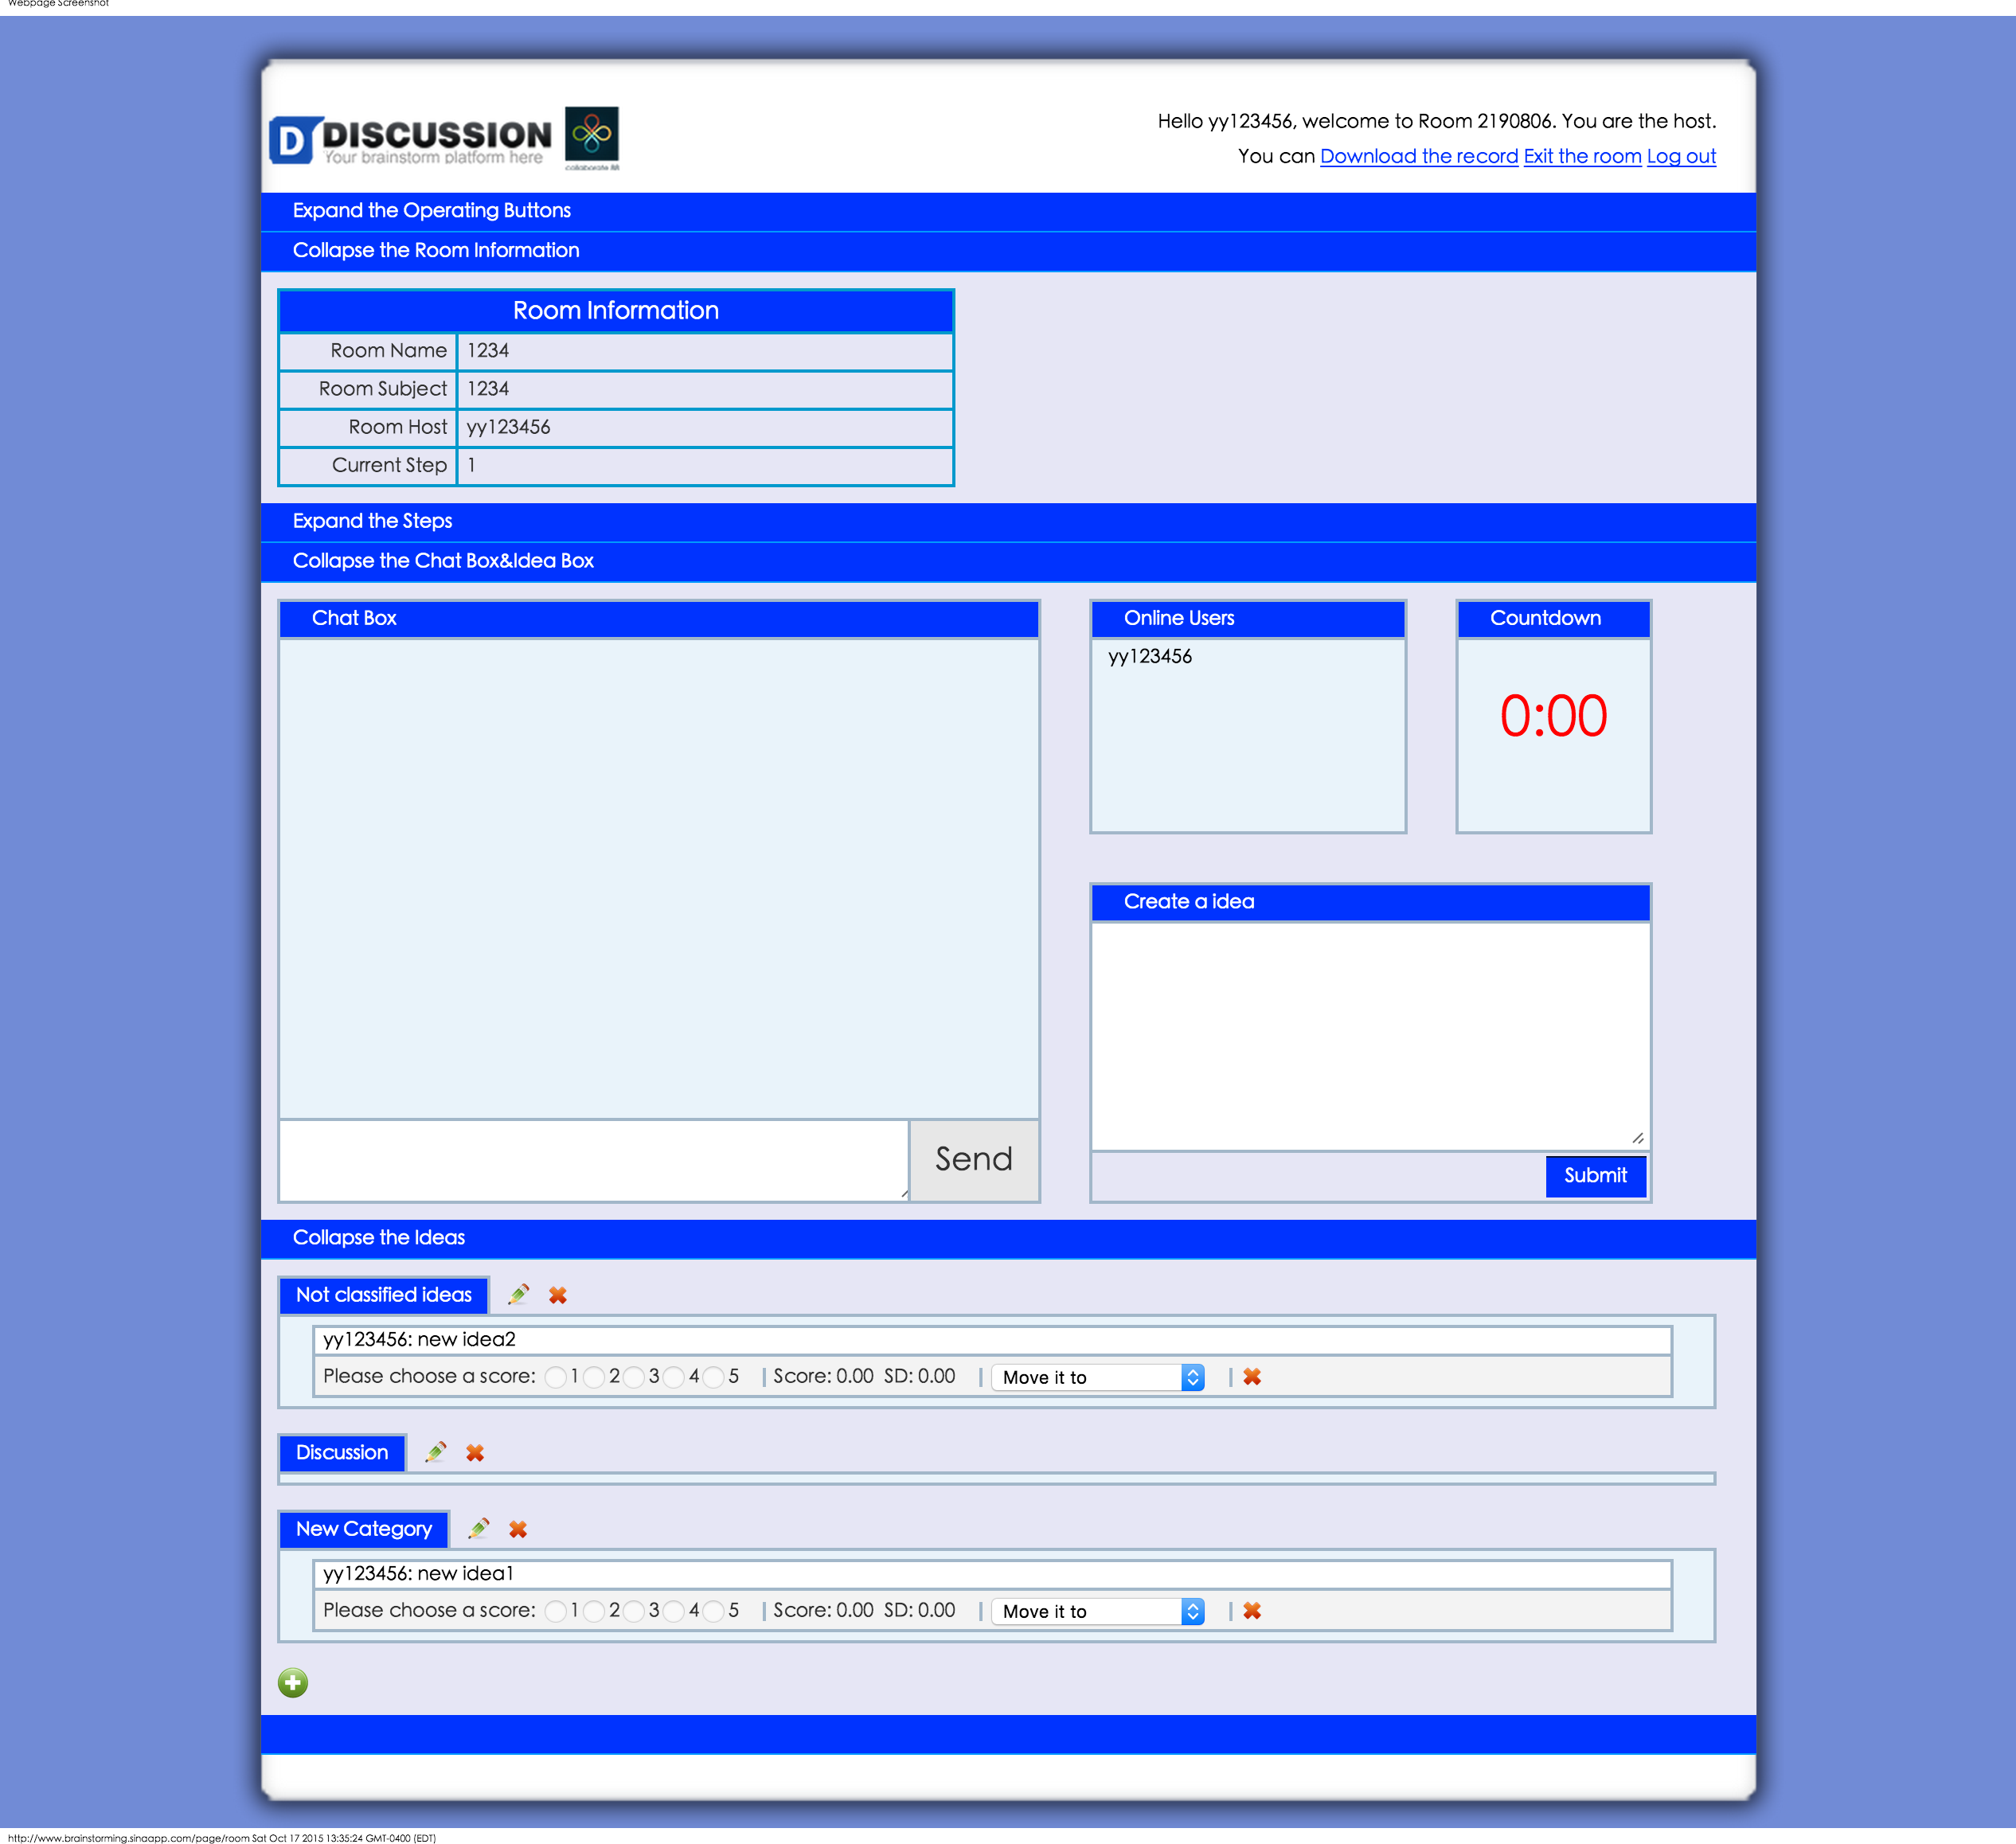 Webpage Screenshot
D DISCUSSION
Your brainstorm platform here
collaborate 88
Hello yy123456, welcome to Room 2190806. You are the host.
You can Download the record Exit the room Log out
Expand the Operating Buttons
Collapse the Room Information
Room Information
Room Name 1234
Room Subject 1234
Room Host yy123456
Current Step 1
Expand the Steps
Collapse the Chat Box&Idea Box
Chat Box
Online Users
Countdown
yy123456
0:00
Create a idea
Send
Submit
Collapse the Ideas
Not classified ideas
yy123456: new idea2
Please choose a score: 1 2 3 4 5 | Score: 0.00 SD: 0.00 | Move it to |
Discussion
New Category
yy123456: new idea1
Please choose a score: 1 2 3 4 5 | Score: 0.00 SD: 0.00 | Move it to |
http://www.brainstorming.sinaapp.com/page/room Sat Oct 17 2015 13:35:24 GMT-0400 (EDT)